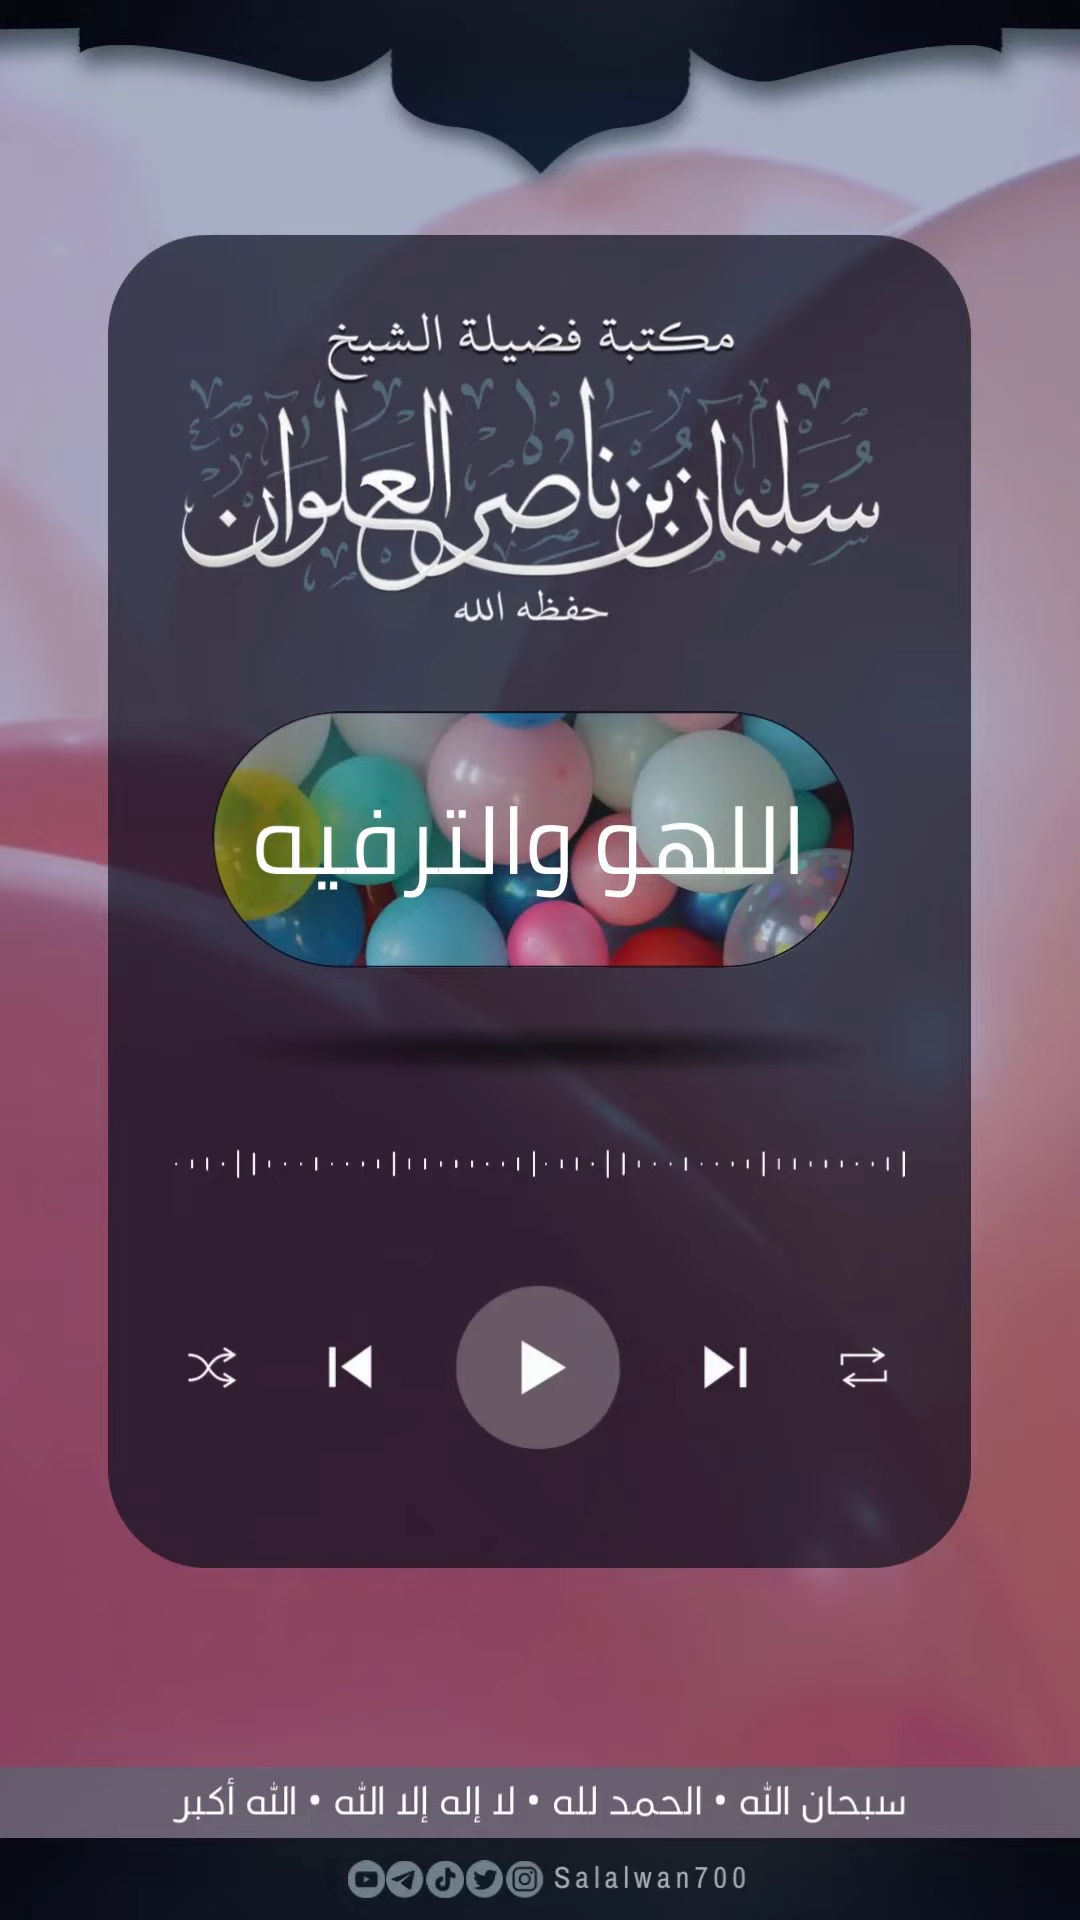 مكتبة فضيلة الشيخ
سليمان بن ناصر العلوان
حفظه الله
اللهو والترفيه
سبحان الله • الحمد لله • لا إله إلا الله • الله أكبر
Salalwan700